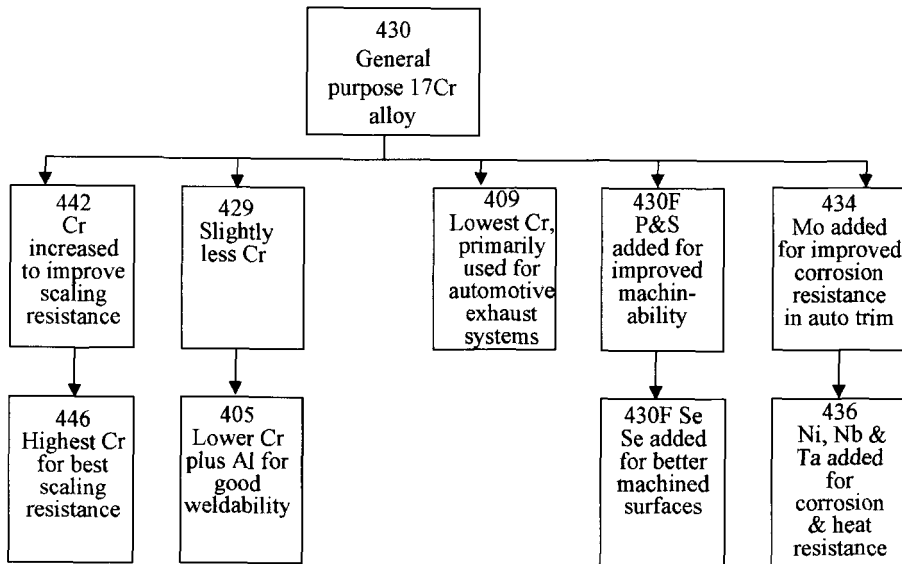 430
General
purpose 17Cr
alloy
442
Cr
increased
to improve
scaling
resistance
429
Slightly
less Cr
409
Lowest Cr,
primarily
used for
automotive
exhaust
systems
430F
P&S
added for
improved
machin-
ability
434
Mo added
for improved
corrosion
resistance
in auto trim
446
Highest Cr
for best
scaling
resistance
405
Lower Cr
plus Al for
good
weldability
430F Se
Se added
for better
machined
surfaces
436
Ni, Nb &
Ta added
for
corrosion
& heat
resistance